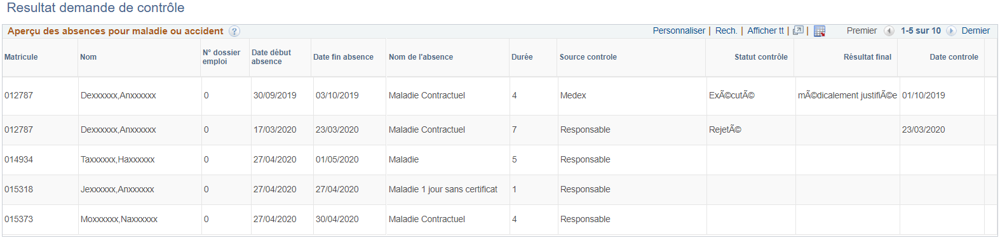 Resultat demande de contrôle
Aperçu des absences pour maladie ou accident ? Personnaliser | Rech. | Afficher tt | | Premier 1-5 sur 10 Dernier
Matricule Nom N° dossier emploi Date début absence Date fin absence Nom de l'absence Durée Source controle Statut contrôle Résultat final Date controle
012787 Dexxxxxx,Anxxxxxx 0 30/09/2019 03/10/2019 Maladie Contractuel 4 Medex ExÃ©cutÃ© mÃ©dicalement justifiÃ©e 01/10/2019
012787 Dexxxxxx,Anxxxxxx 0 17/03/2020 23/03/2020 Maladie Contractuel 7 Responsable RejetÃ© 23/03/2020
014934 Taxxxxxx,Haxxxxxx 0 27/04/2020 01/05/2020 Maladie 5 Responsable
015318 Jexxxxxx,Anxxxxxx 0 27/04/2020 27/04/2020 Maladie 1 jour sans certificat 1 Responsable
015373 Moxxxxxx,Naxxxxxx 0 27/04/2020 30/04/2020 Maladie Contractuel 4 Responsable